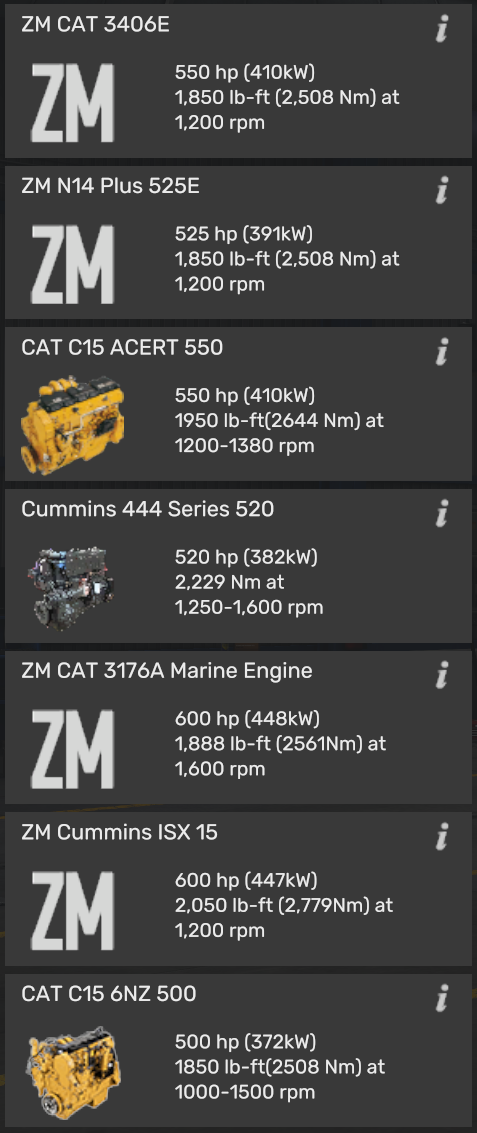 ZM CAT 3406E
i
ZM
550 hp (410kW)
1,850 lb-ft (2,508 Nm) at
1,200 rpm
ZM N14 Plus 525E
i
ZM
525 hp (391kW)
1,850 lb-ft (2,508 Nm) at
1,200 rpm
CAT C15 ACERT 550
i
550 hp (410kW)
1950 lb-ft(2644 Nm) at
1200-1380 rpm
Cummins 444 Series 520
i
520 hp (382kW)
2,229 Nm at
1,250-1,600 rpm
ZM CAT 3176A Marine Engine
i
ZM
600 hp (448kW)
1,888 lb-ft (2561Nm) at
1,600 rpm
ZM Cummins ISX 15
i
ZM
600 hp (447kW)
2,050 lb-ft (2,779Nm) at
1,200 rpm
CAT C15 6NZ 500
i
500 hp (372kW)
1850 lb-ft(2508 Nm) at
1000-1500 rpm